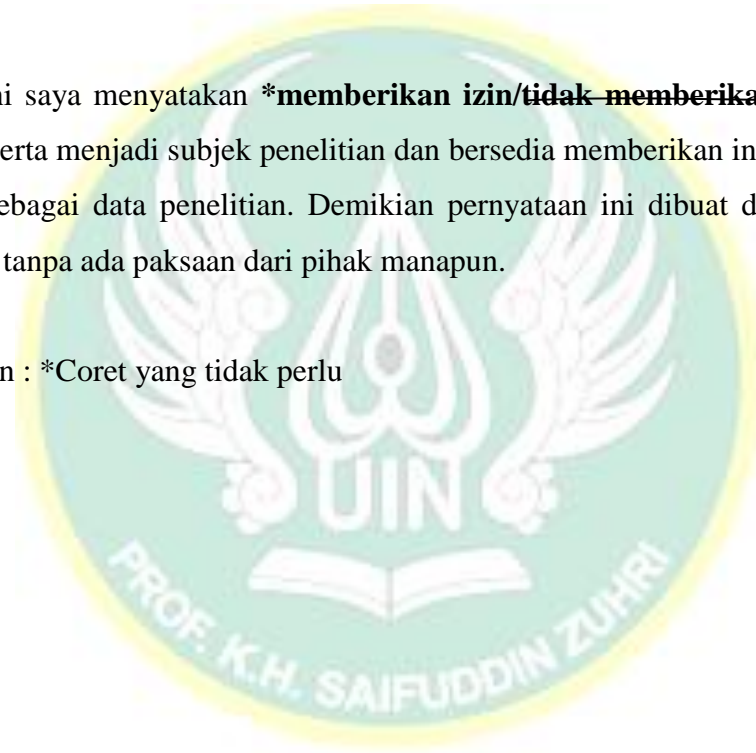 ni saya menyatakan *memberikan izin/tidak memberika
erta menjadi subjek penelitian dan bersedia memberikan in
ebagai data penelitian. Demikian pernyataan ini dibuat d
tanpa ada paksaan dari pihak manapun.
n : *Coret yang tidak perlu
UIN
PROF. K.H. SAIFUDDIN ZUHRI